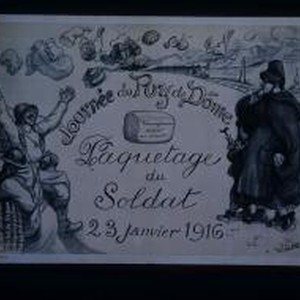 Journée du Puy de Dôme
Paquetage
du
Soldat
23 janvier 1916